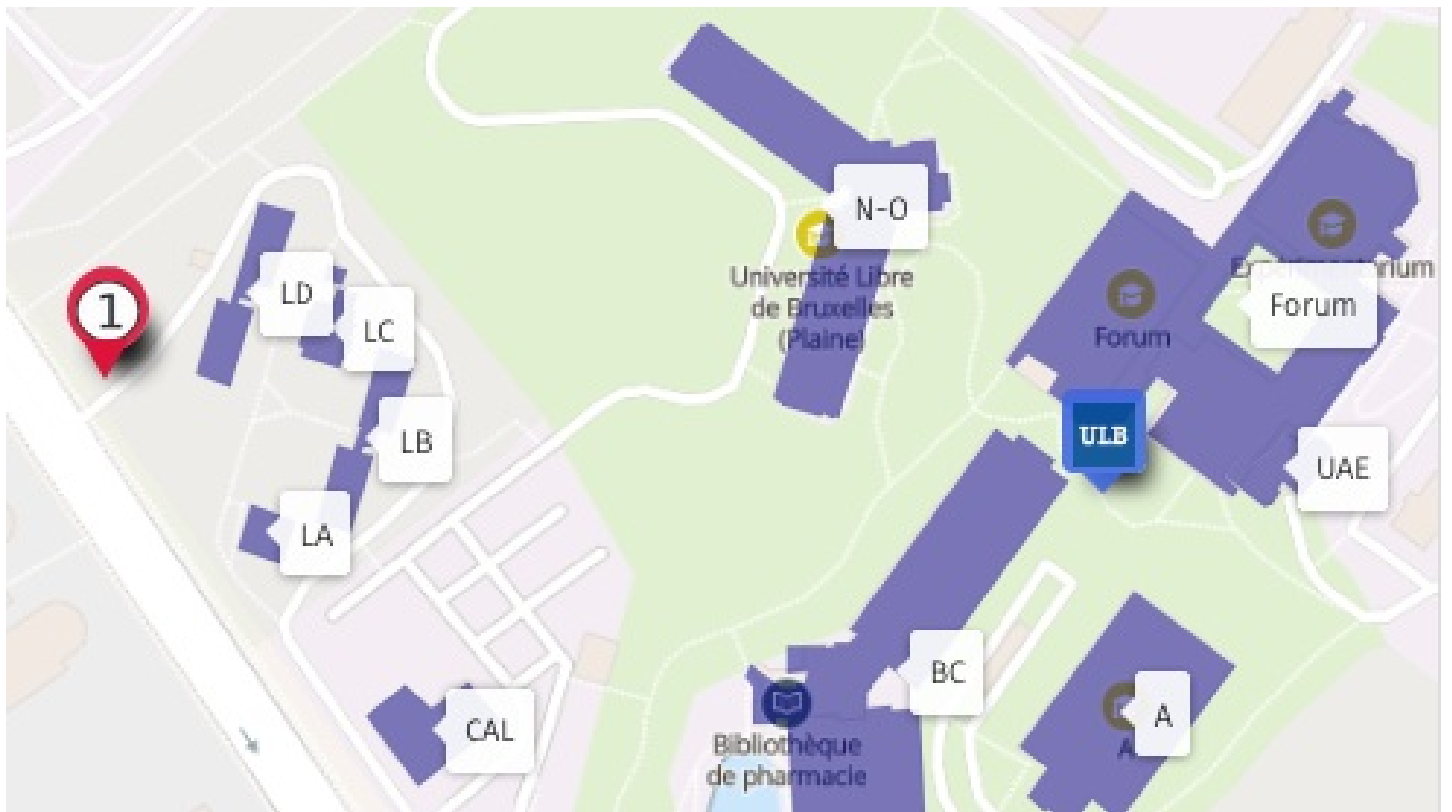 N-O
Université Libre
de Bruxelles
(Plaine)
Experimentarium
Forum
Forum
1
LD
LC
LB
LA
ULB
UAE
BC
CAL
A
Bibliothèque
de pharmacie